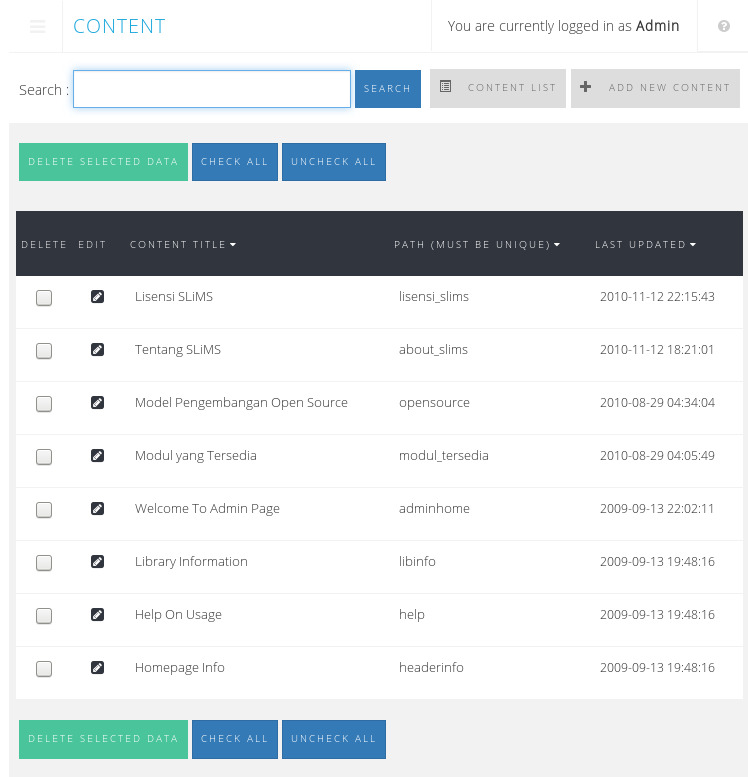 CONTENT
You are currently logged in as Admin
Search :
SEARCH
CONTENT LIST
ADD NEW CONTENT
DELETE SELECTED DATA CHECK ALL UNCHECK ALL
DELETE EDIT CONTENT TITLE PATH (MUST BE UNIQUE) LAST UPDATED
Lisensi SLiMS lisensi_slims 2010-11-12 22:15:43
Tentang SLiMS about_slims 2010-11-12 18:21:01
Model Pengembangan Open Source opensource 2010-08-29 04:34:04
Modul yang Tersedia modul_tersedia 2010-08-29 04:05:49
Welcome To Admin Page adminhome 2009-09-13 22:02:11
Library Information libinfo 2009-09-13 19:48:16
Help On Usage help 2009-09-13 19:48:16
Homepage Info headerinfo 2009-09-13 19:48:16
DELETE SELECTED DATA CHECK ALL UNCHECK ALL